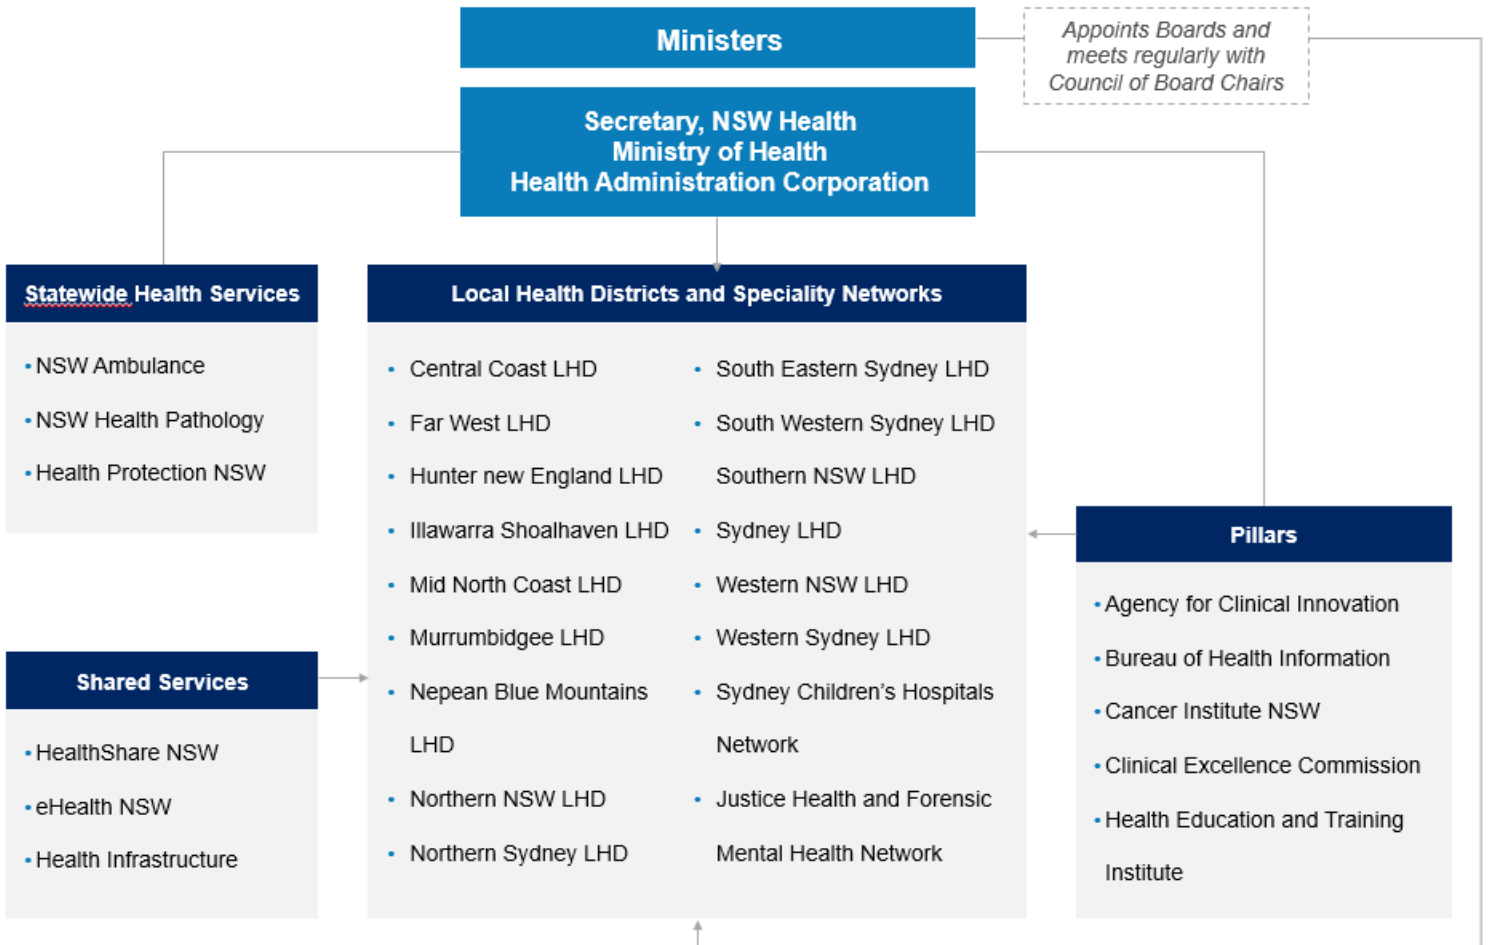 Ministers
Appoints Boards and
meets regularly with
Council of Board Chairs
Secretary, NSW Health
Ministry of Health
Health Administration Corporation
Statewide Health Services
• NSW Ambulance
• NSW Health Pathology
• Health Protection NSW
Shared Services
• HealthShare NSW
• eHealth NSW
• Health Infrastructure
Local Health Districts and Speciality Networks
• Central Coast LHD
• Far West LHD
• Hunter new England LHD
• Illawarra Shoalhaven LHD
• Mid North Coast LHD
• Murrumbidgee LHD
• Nepean Blue Mountains
LHD
• Northern NSW LHD
• Northern Sydney LHD
• South Eastern Sydney LHD
• South Western Sydney LHD
Southern NSW LHD
• Sydney LHD
• Western NSW LHD
• Western Sydney LHD
• Sydney Children’s Hospitals
Network
• Justice Health and Forensic
Mental Health Network
Pillars
• Agency for Clinical Innovation
• Bureau of Health Information
• Cancer Institute NSW
• Clinical Excellence Commission
• Health Education and Training
Institute